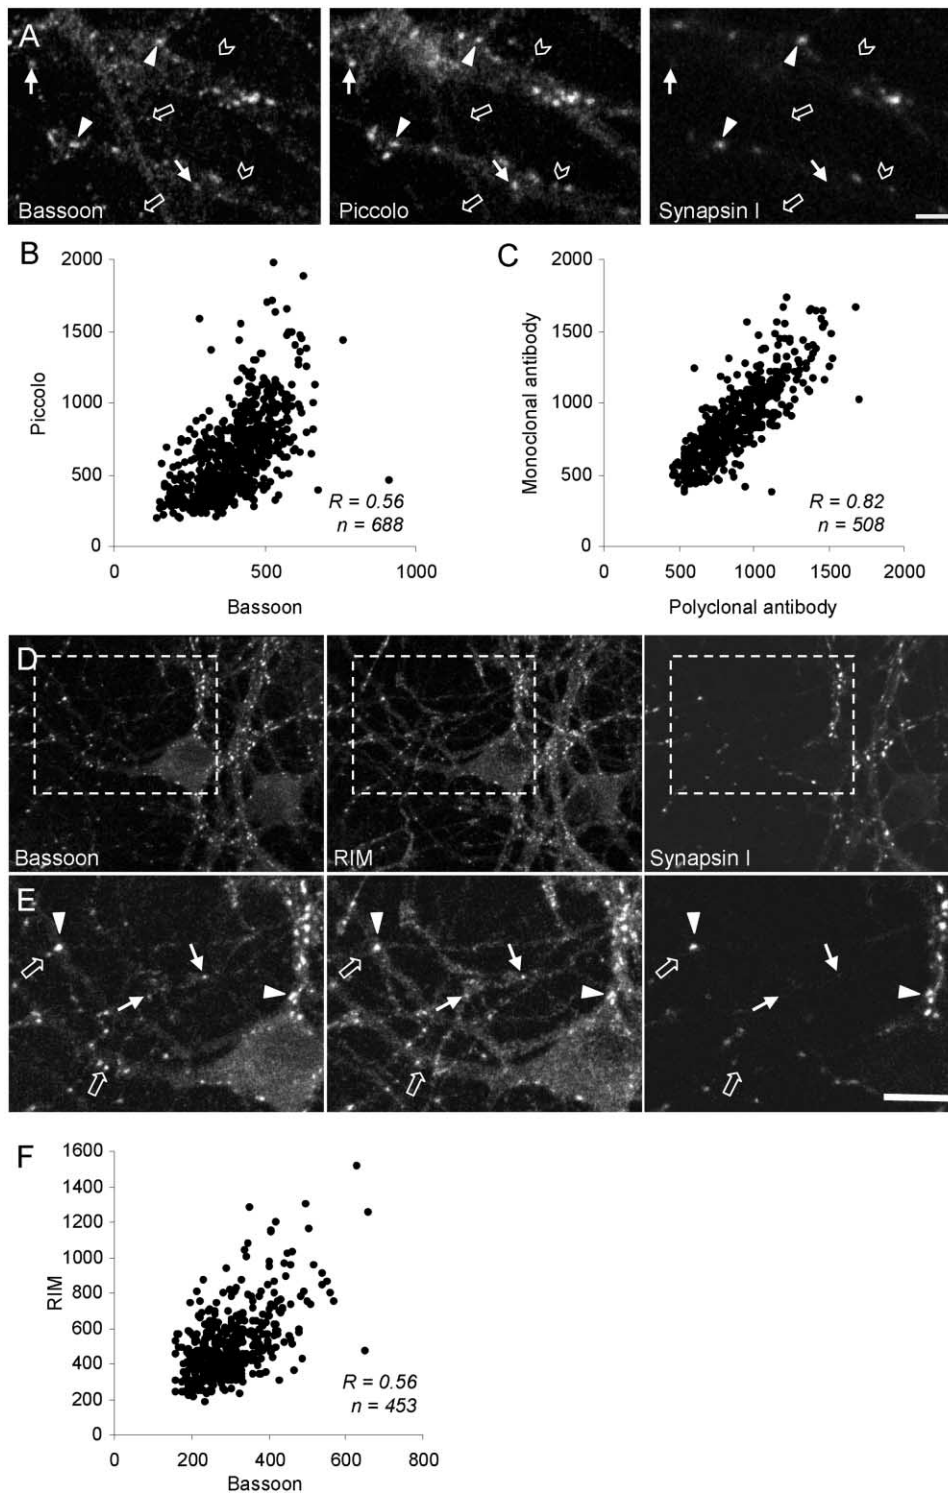 A
Bassoon
Piccolo
Synapsin I
B
2000
1500
1000
500
0
0
500
1000
Piccolo
Bassoon
R = 0.56
n = 688
C
2000
1500
1000
500
0
0
500
1000
1500
2000
Monoclonal antibody
Polyclonal antibody
R = 0.82
n = 508
D
Bassoon
RIM
Synapsin I
E
F
1600
1400
1200
1000
800
600
400
200
0
0
200
400
600
800
RIM
Bassoon
R = 0.56
n = 453